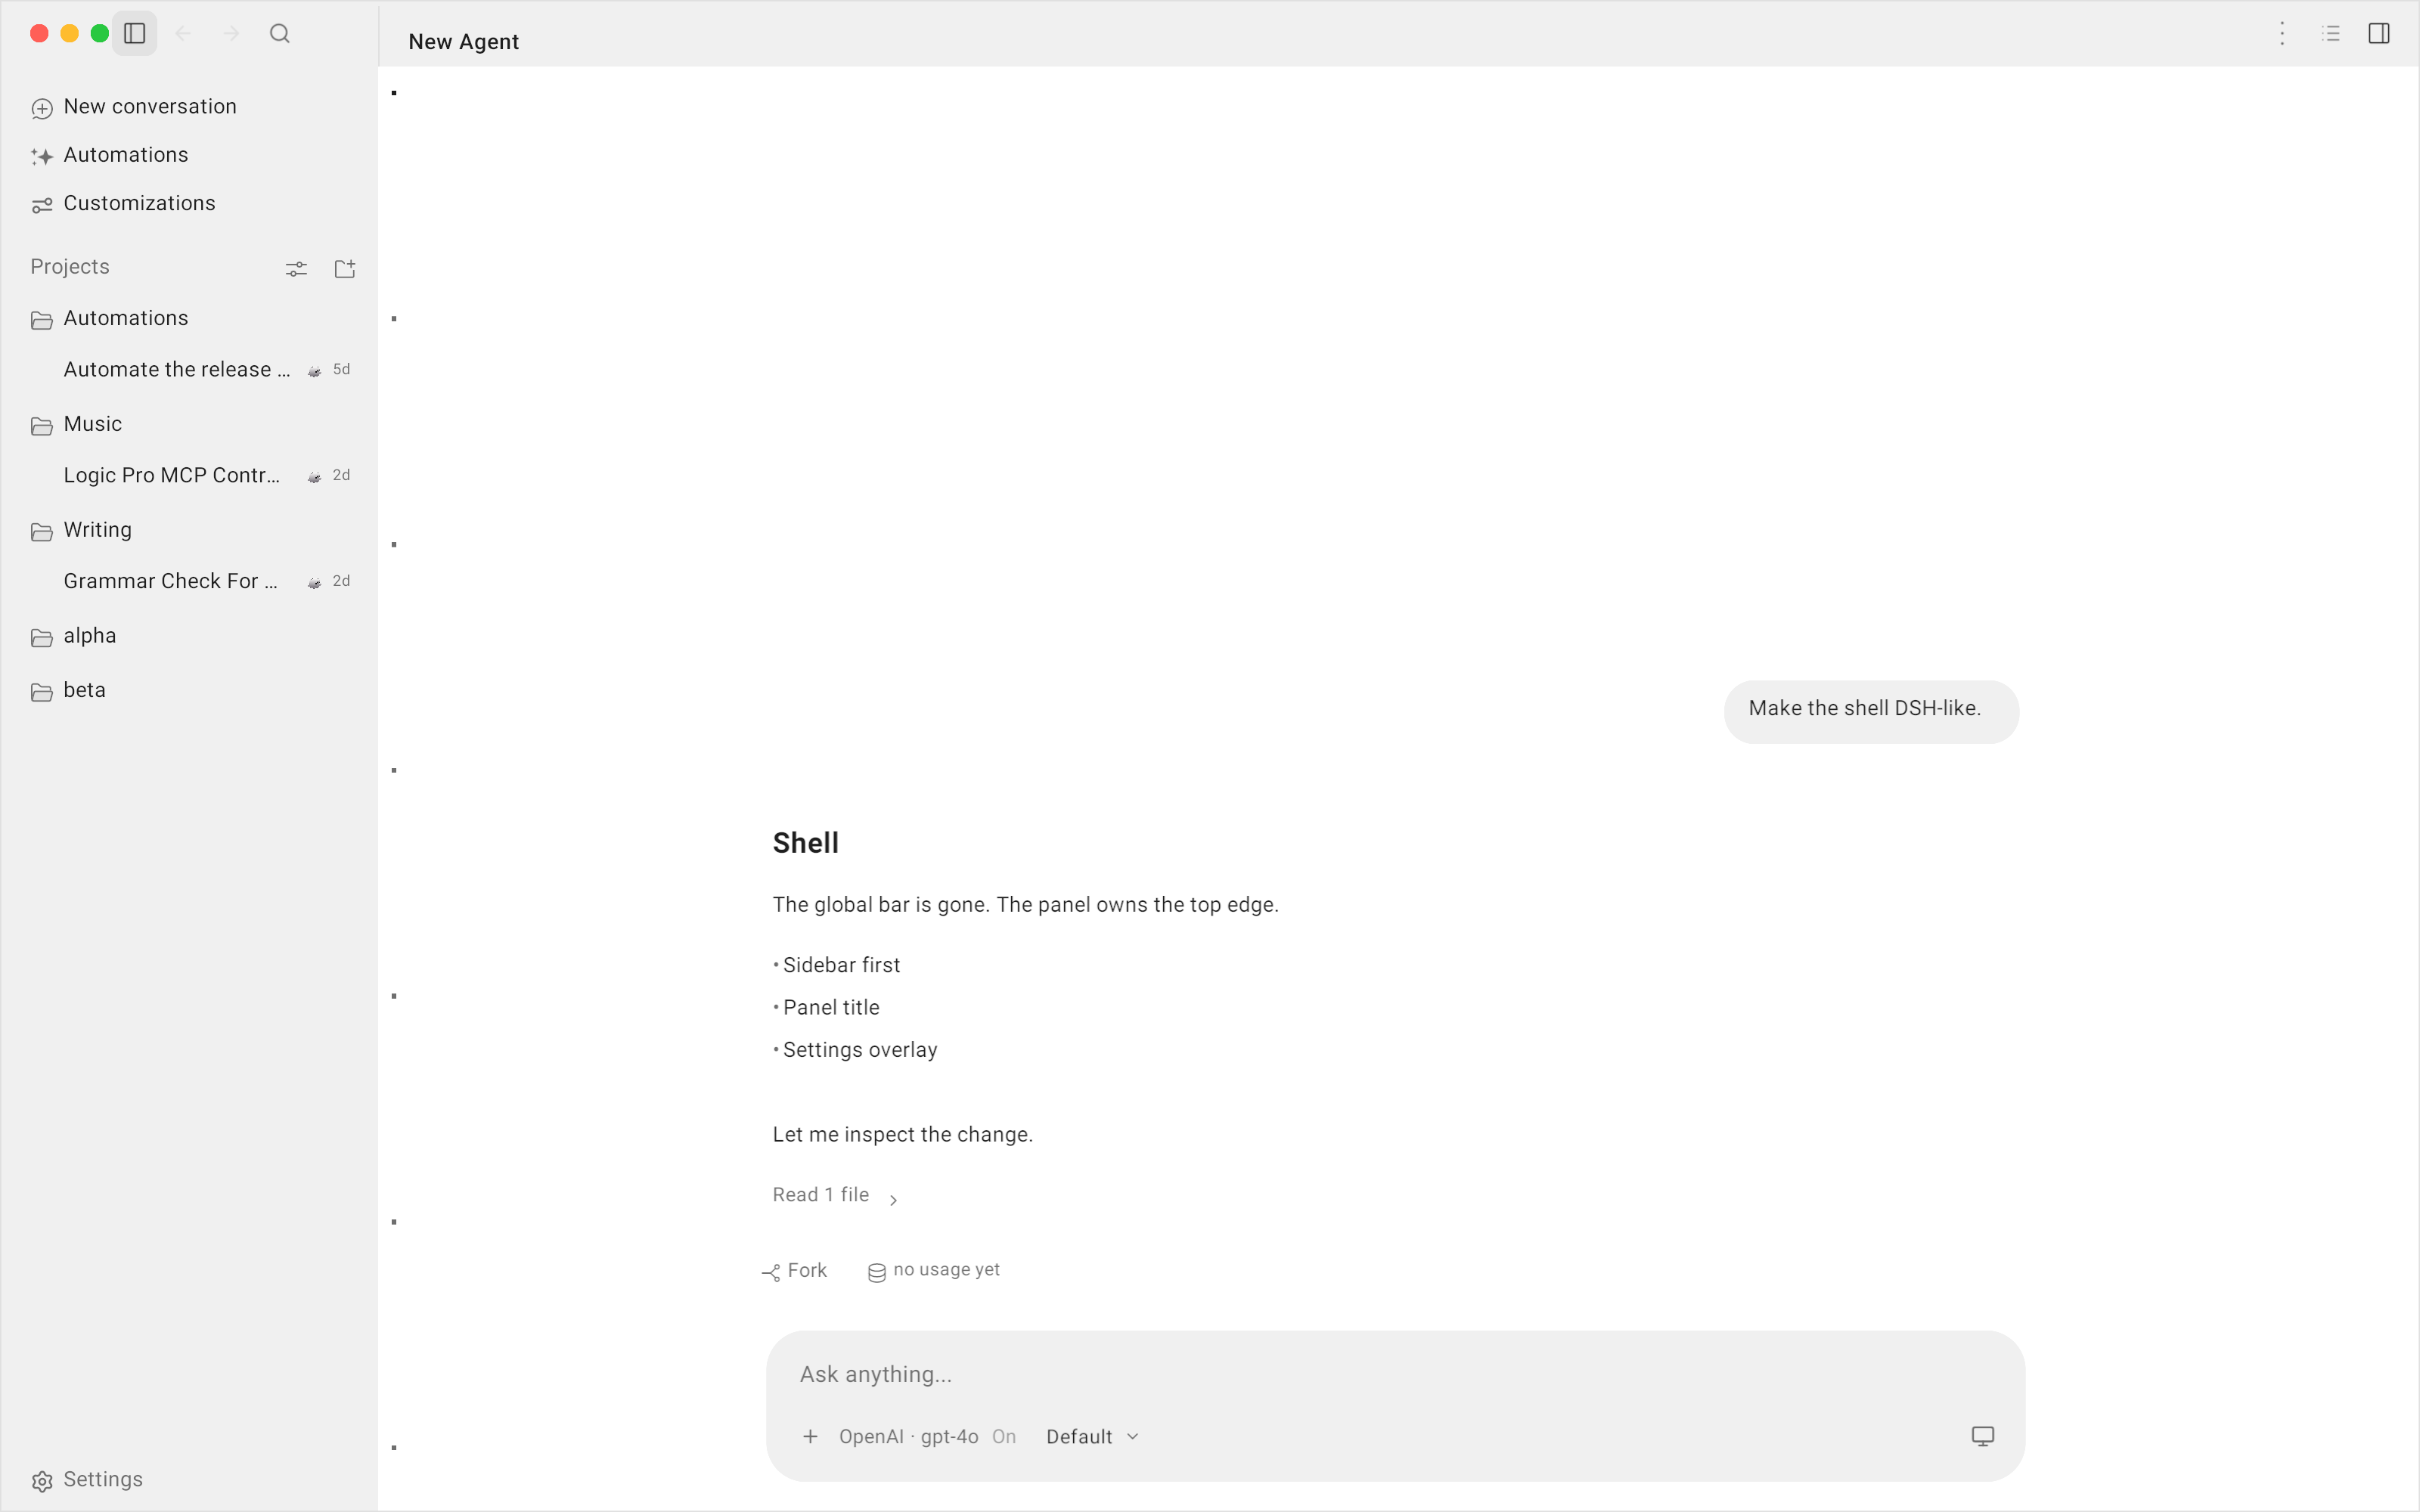 New Agent
New conversation
Automations
Customizations
Projects
Automations
Automate the release ... 5d
Music
Logic Pro MCP Contr... 2d
Writing
Grammar Check For ... 2d
alpha
beta
Settings
Make the shell DSH-like.
Shell
The global bar is gone. The panel owns the top edge.
• Sidebar first
• Panel title
• Settings overlay
Let me inspect the change.
Read 1 file
Fork no usage yet
Ask anything...
OpenAI · gpt-4o On Default